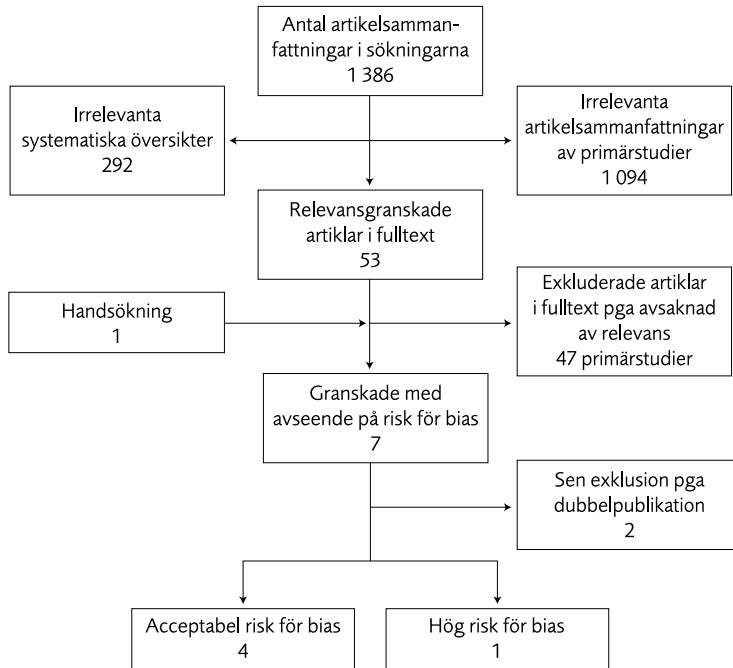 Antal artikelsamman-
fattningar i sökningarna
1 386
Irrelevanta
systematiska översikter
292
Irrelevanta
artikelsammanfattningar
av primärstudier
1 094
Relevansgranskade
artiklar i fulltext
53
Handsökning
1
Exkluderade artiklar
i fulltext pga avsaknad
av relevans
47 primärstudier
Granskade med
avseende på risk för bias
7
Sen exklusion pga
dubbelpublikation
2
Acceptabel risk för bias
4
Hög risk för bias
1